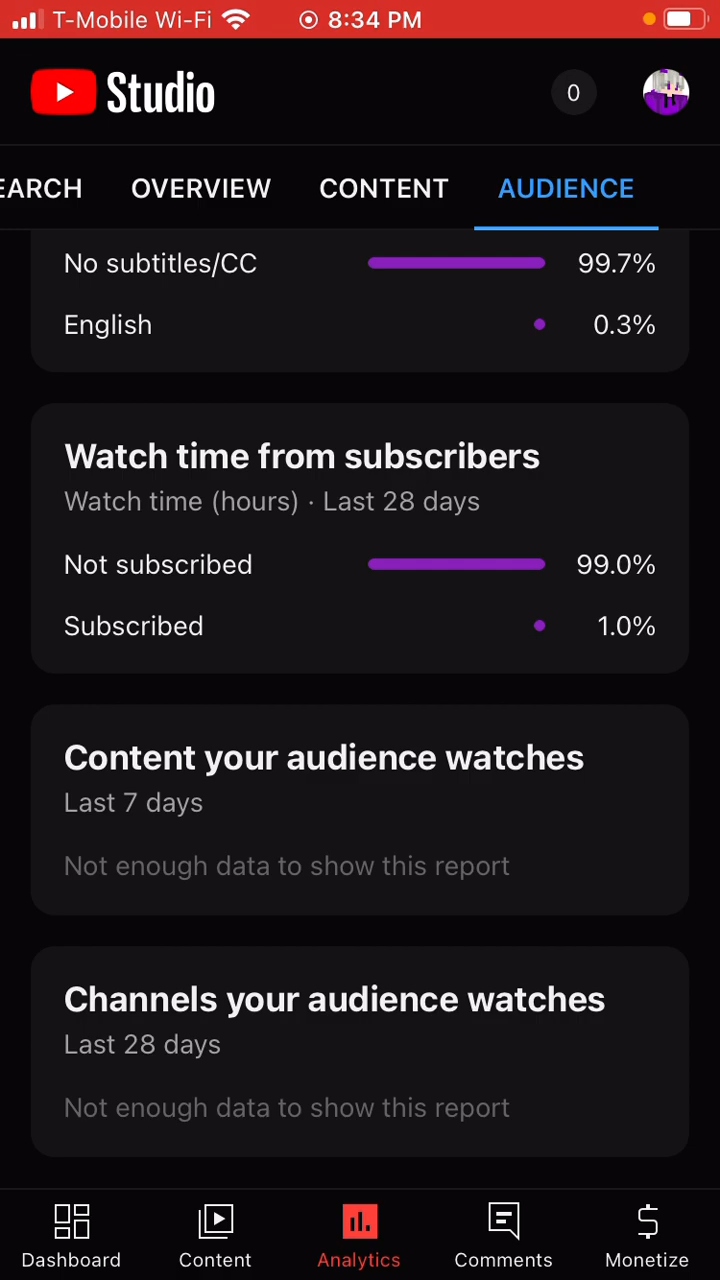 T-Mobile Wi-Fi 8:34 PM
Studio 0
EARCH OVERVIEW CONTENT AUDIENCE
No subtitles/CC 99.7%
English 0.3%
Watch time from subscribers
Watch time (hours) · Last 28 days
Not subscribed 99.0%
Subscribed 1.0%
Content your audience watches
Last 7 days
Not enough data to show this report
Channels your audience watches
Last 28 days
Not enough data to show this report
Dashboard Content Analytics Comments Monetize